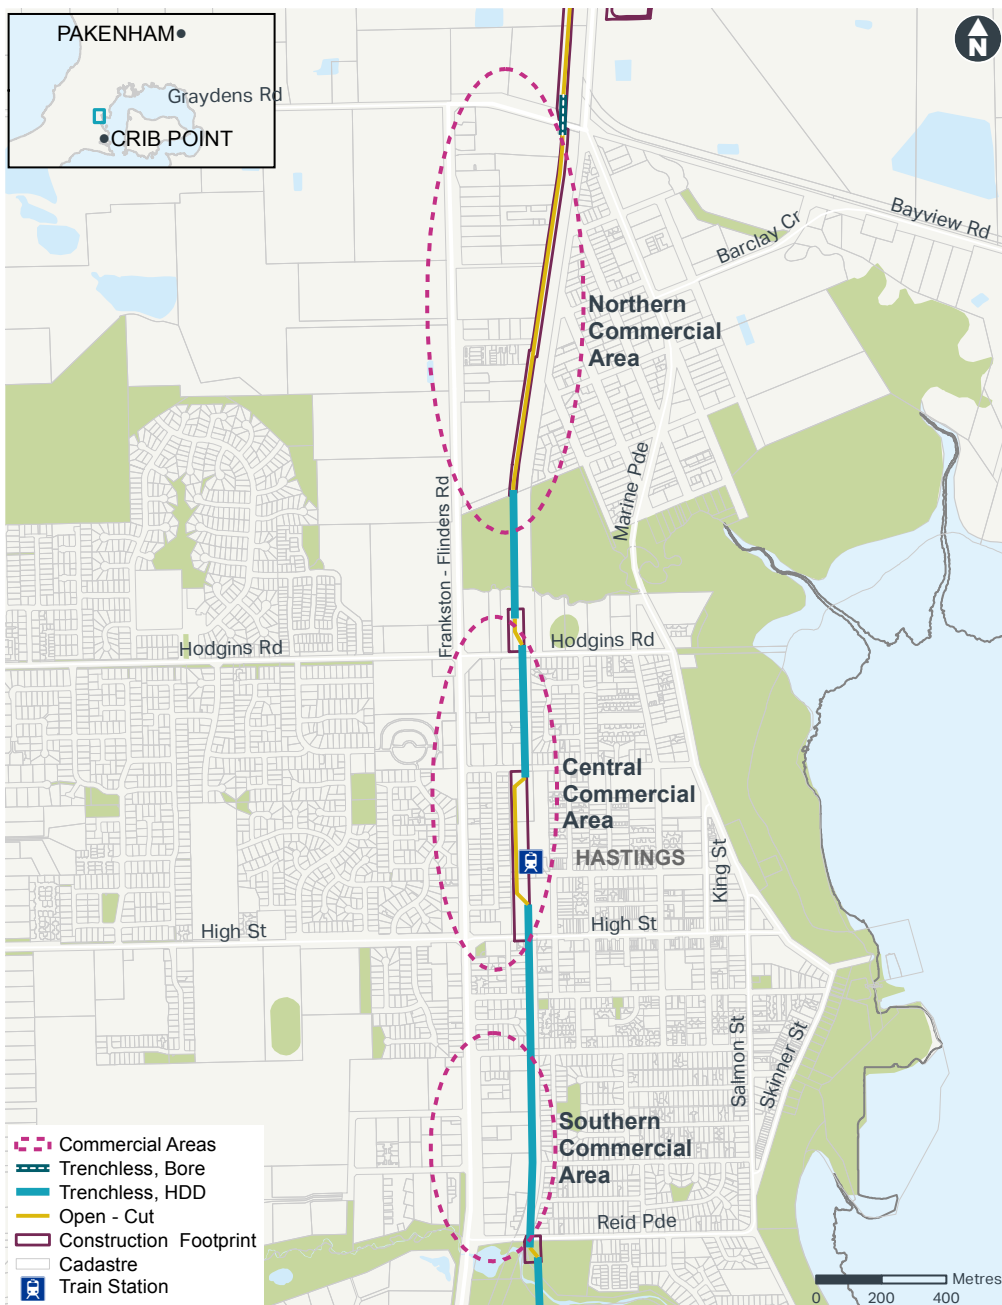 PAKENHAM
Graydens Rd
CRIB POINT
N
Bayview Rd
Barclay Cr
Northern
Commercial
Area
Marine Pde
Frankston - Flinders Rd
Hodgins Rd
Hodgins Rd
Central
Commercial
Area
HASTINGS
King St
High St
High St
Salmon St
Skinner St
Southern
Commercial
Area
Reid Pde
Commercial Areas
Trenchless, Bore
Trenchless, HDD
Open - Cut
Construction Footprint
Cadastre
Train Station
Metres
0 200 400